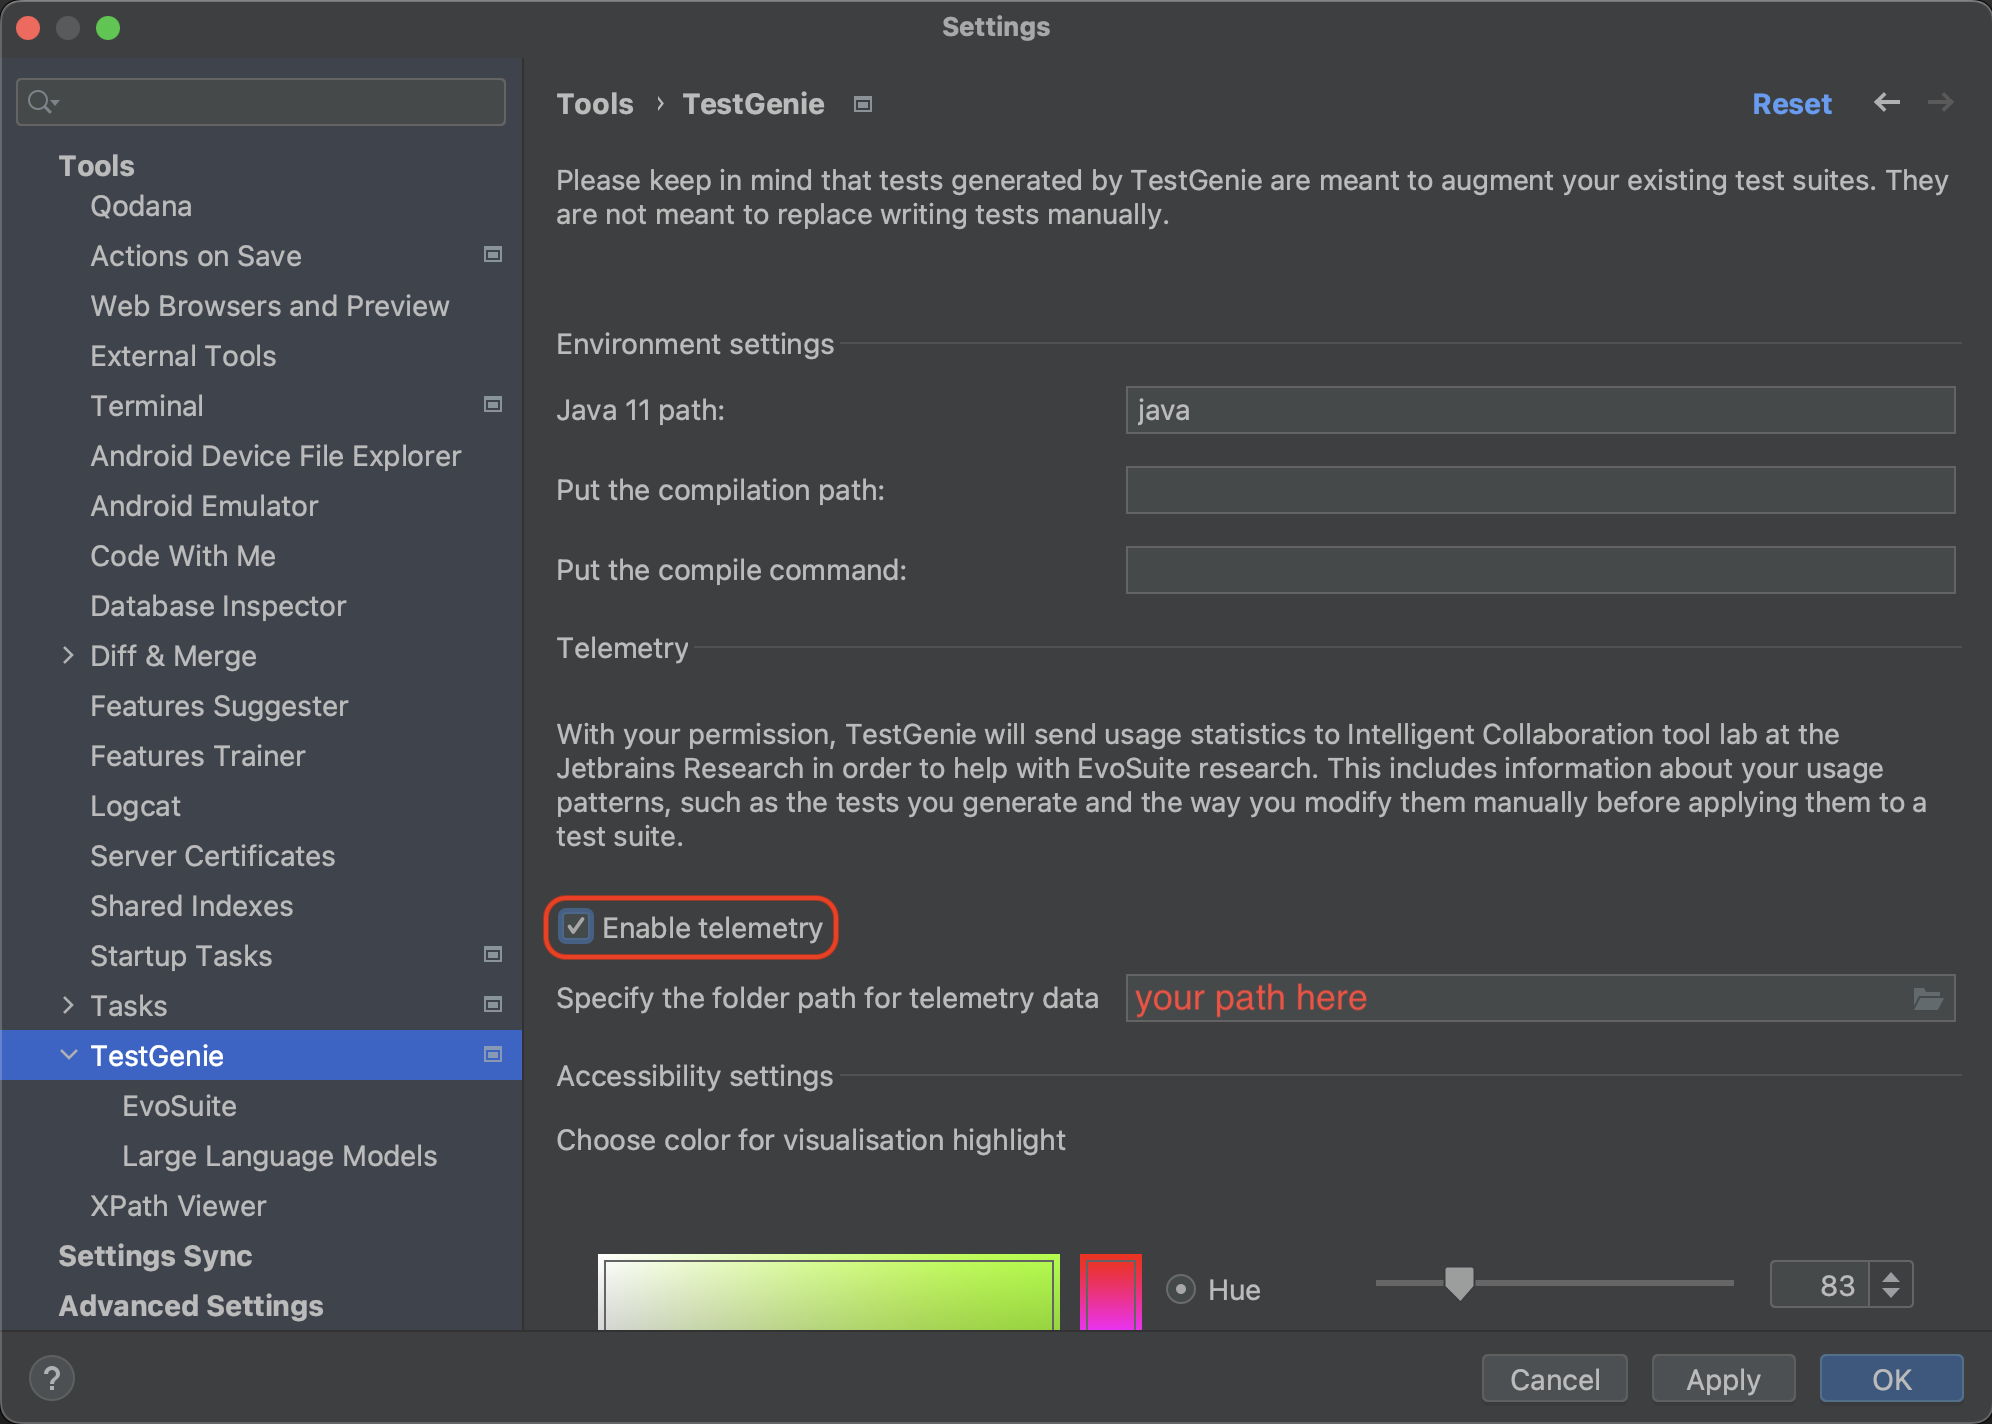 Settings
Tools
Qodana
Actions on Save
Web Browsers and Preview
External Tools
Terminal
Android Device File Explorer
Android Emulator
Code With Me
Database Inspector
Diff & Merge
Features Suggester
Features Trainer
Logcat
Server Certificates
Shared Indexes
Startup Tasks
Tasks
TestGenie
EvoSuite
Large Language Models
XPath Viewer
Settings Sync
Advanced Settings
Tools › TestGenie
Reset
Please keep in mind that tests generated by TestGenie are meant to augment your existing test suites. They
are not meant to replace writing tests manually.
Environment settings
Java 11 path: java
Put the compilation path:
Put the compile command:
Telemetry
With your permission, TestGenie will send usage statistics to Intelligent Collaboration tool lab at the
Jetbrains Research in order to help with EvoSuite research. This includes information about your usage
patterns, such as the tests you generate and the way you modify them manually before applying them to a
test suite.
Enable telemetry
Specify the folder path for telemetry data your path here
Accessibility settings
Choose color for visualisation highlight
Hue 83
?
Cancel
Apply
OK